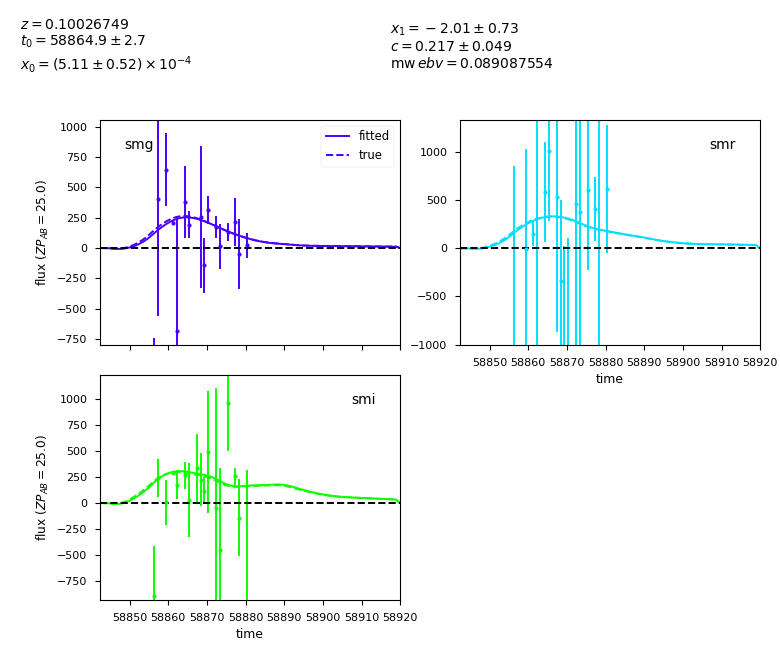 z = 0.10026749
t0 = 58864.9 ± 2.7
x0 = (5.11 ± 0.52) × 10^−4
x1 = −2.01 ± 0.73
c = 0.217 ± 0.049
mw ebv = 0.089087554
smg
fitted
true
1000
750
500
250
0
−250
−500
−750
flux (ZP_AB = 25.0)
smr
1000
500
0
−500
−1000
58850 58860 58870 58880 58890 58900 58910 58920
time
smi
1000
750
500
250
0
−250
−500
−750
flux (ZP_AB = 25.0)
58850 58860 58870 58880 58890 58900 58910 58920
time